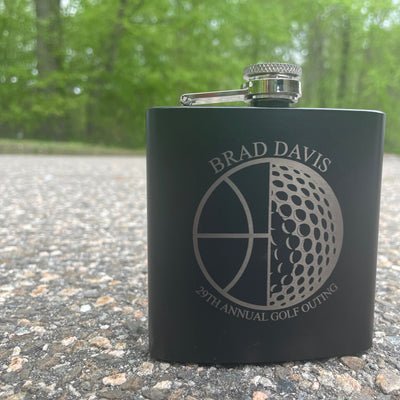 BRAD DAVIS
29TH ANNUAL GOLF OUTING